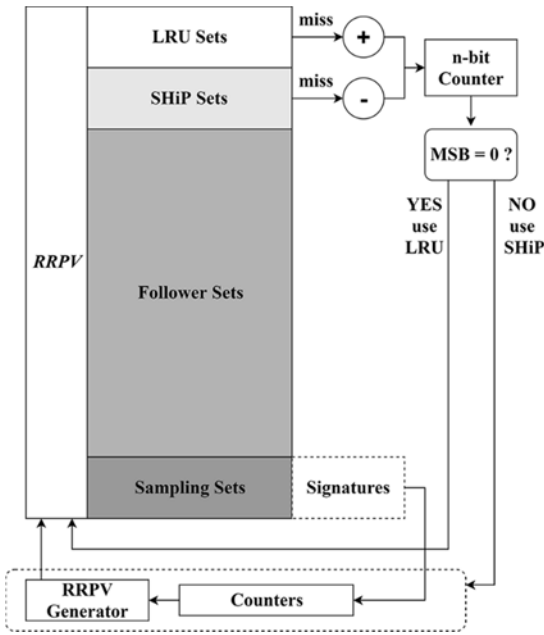 LRU Sets
miss
+
n-bit
Counter
SHiP Sets
miss
-
MSB = 0 ?
YES
use
LRU
NO
use
SHiP
RRPV
Follower Sets
Sampling Sets
Signatures
RRPV
Generator
Counters